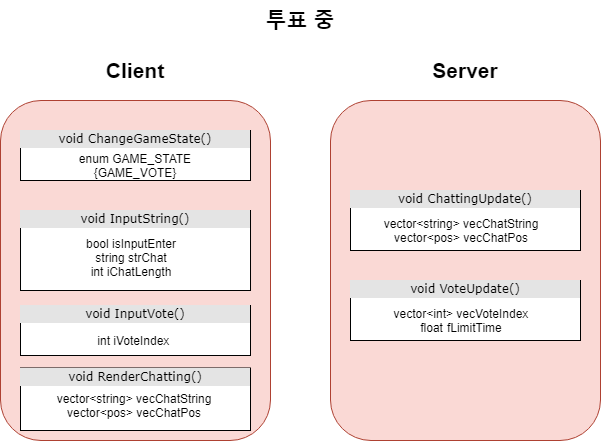 투표 중
Client
void ChangeGameState()
enum GAME_STATE
{GAME_VOTE}
void InputString()
bool isInputEnter
string strChat
int iChatLength
void InputVote()
int iVoteIndex
void RenderChatting()
vector<string> vecChatString
vector<pos> vecChatPos
Server
void ChattingUpdate()
vector<string> vecChatString
vector<pos> vecChatPos
void VoteUpdate()
vector<int> vecVoteIndex
float fLimitTime